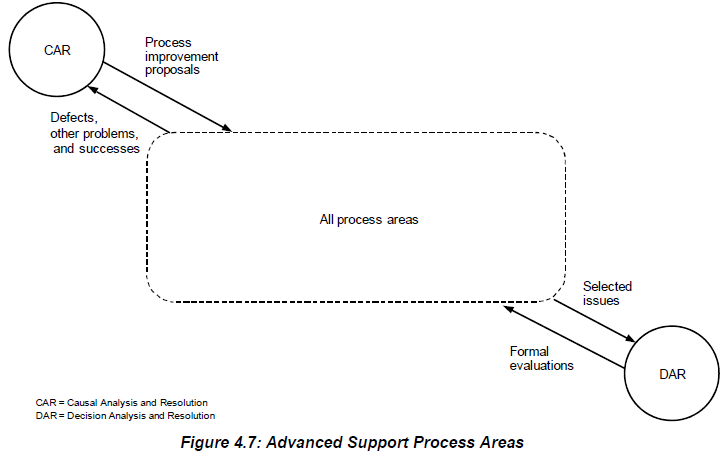 CAR
Process
improvement
proposals
Defects,
other problems,
and successes
All process areas
Selected
issues
Formal
evaluations
DAR
CAR = Causal Analysis and Resolution
DAR = Decision Analysis and Resolution
Figure 4.7: Advanced Support Process Areas